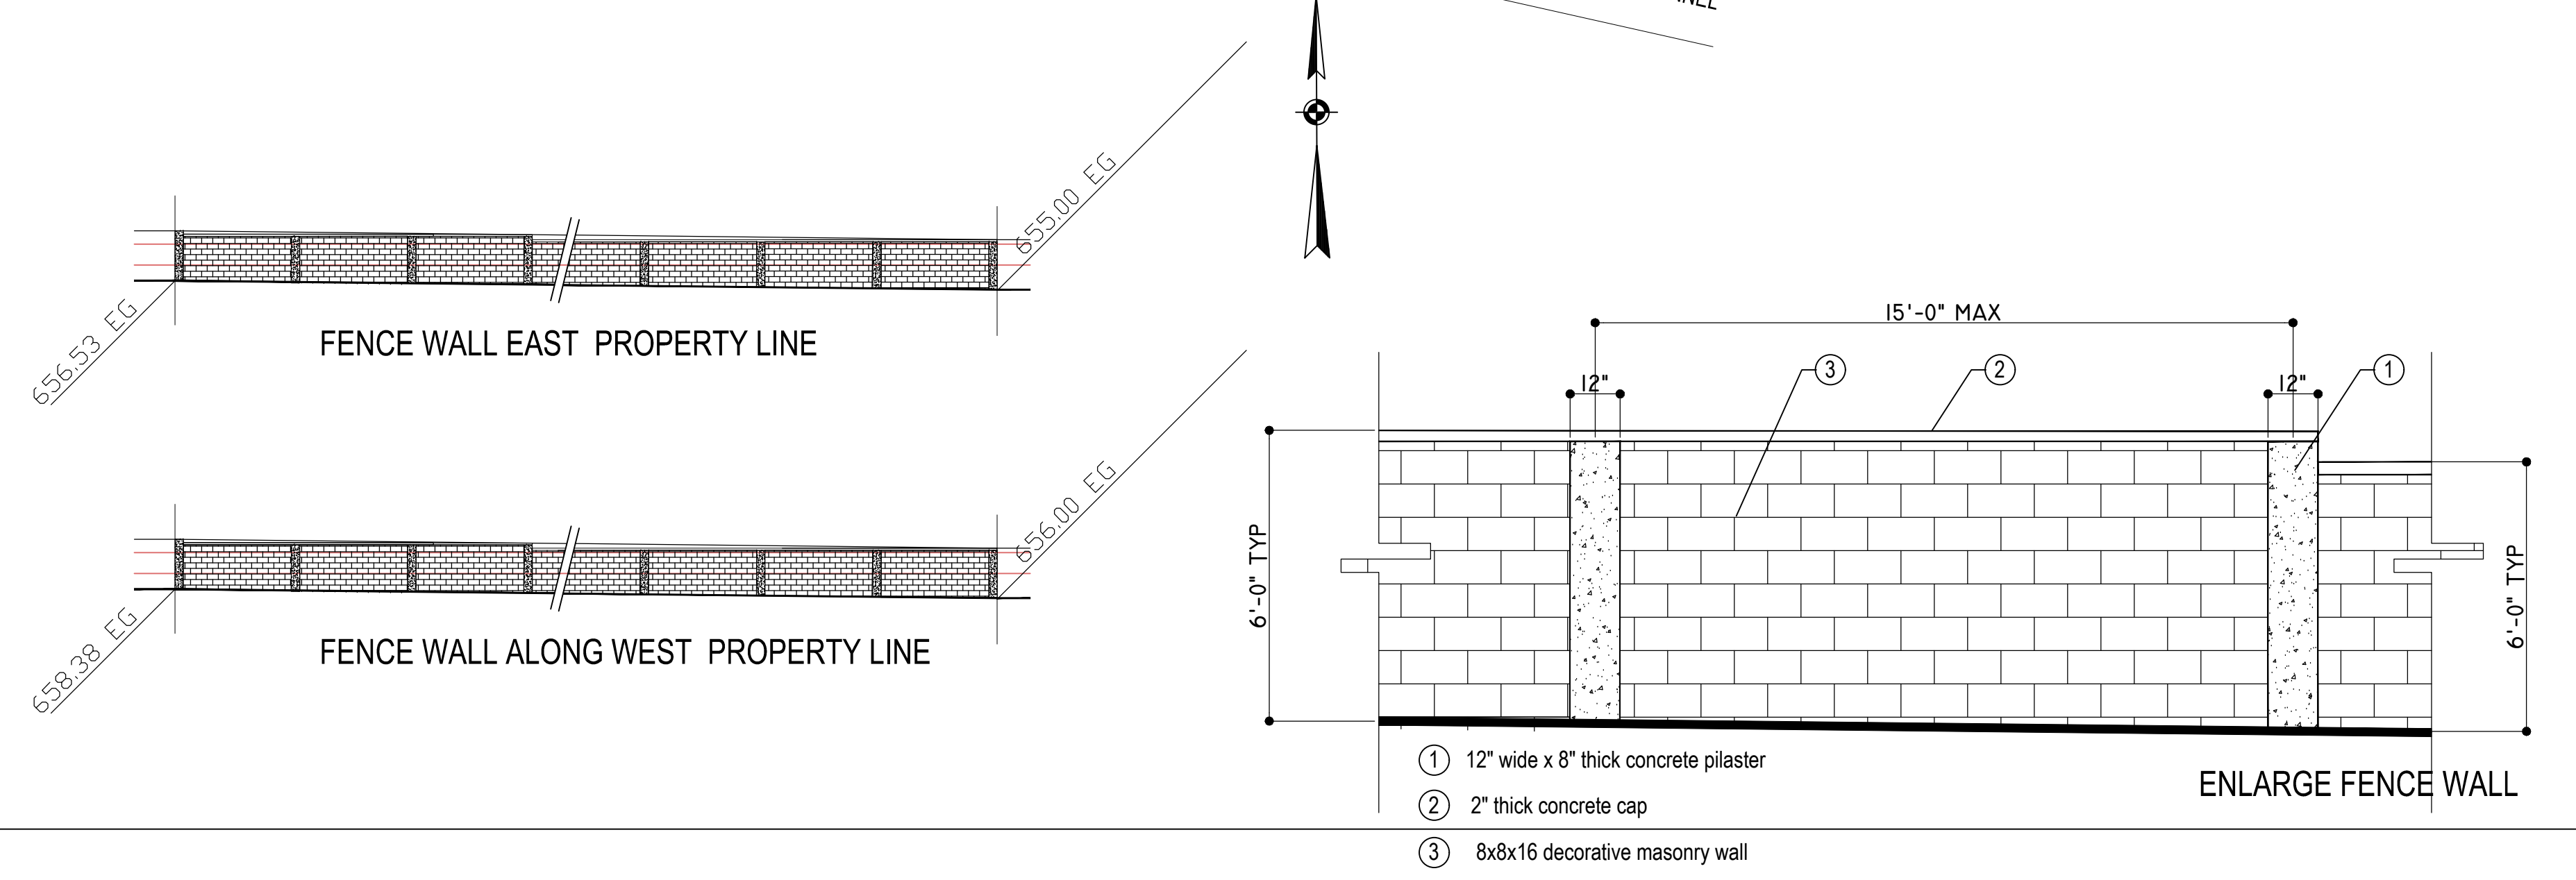 655.00 EG
656.53 EG
FENCE WALL EAST PROPERTY LINE
656.00 EG
658.38 EG
FENCE WALL ALONG WEST PROPERTY LINE
15'-0" MAX
12"
3
2
12"
1
6'-0" TYP
6'-0" TYP
1 12" wide x 8" thick concrete pilaster
2 2" thick concrete cap
3 8x8x16 decorative masonry wall
ENLARGE FENCE WALL